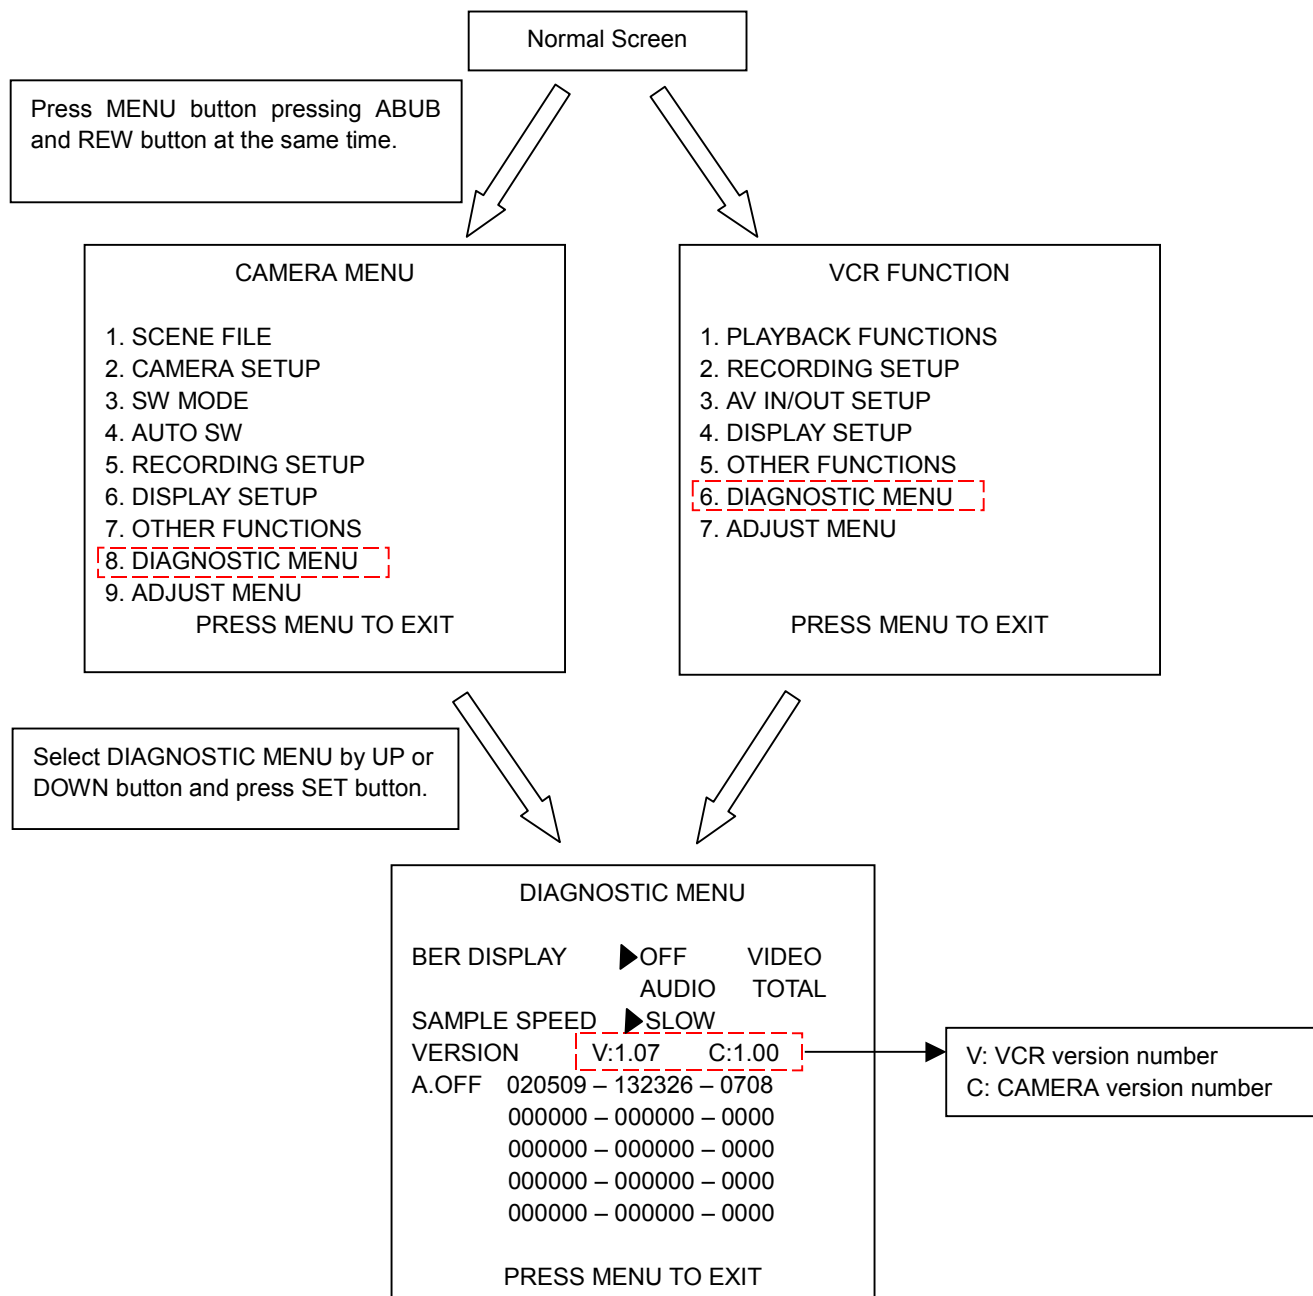 Normal Screen
Press MENU button pressing ABUB
and REW button at the same time.
CAMERA MENU
1. SCENE FILE
2. CAMERA SETUP
3. SW MODE
4. AUTO SW
5. RECORDING SETUP
6. DISPLAY SETUP
7. OTHER FUNCTIONS
8. DIAGNOSTIC MENU
9. ADJUST MENU
PRESS MENU TO EXIT
VCR FUNCTION
1. PLAYBACK FUNCTIONS
2. RECORDING SETUP
3. AV IN/OUT SETUP
4. DISPLAY SETUP
5. OTHER FUNCTIONS
6. DIAGNOSTIC MENU
7. ADJUST MENU
PRESS MENU TO EXIT
Select DIAGNOSTIC MENU by UP or
DOWN button and press SET button.
DIAGNOSTIC MENU
BER DISPLAY ▶OFF VIDEO
AUDIO TOTAL
SAMPLE SPEED ▶SLOW
VERSION V:1.07 C:1.00
A.OFF 020509 – 132326 – 0708
000000 – 000000 – 0000
000000 – 000000 – 0000
000000 – 000000 – 0000
000000 – 000000 – 0000
PRESS MENU TO EXIT
V: VCR version number
C: CAMERA version number